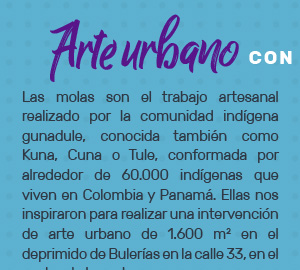 Arte urbano CON
Las molas son el trabajo artesanal
realizado por la comunidad indígena
gunadule, conocida también como
Kuna, Cuna o Tule, conformada por
alrededor de 60.000 indígenas que
viven en Colombia y Panamá. Ellas nos
inspiraron para realizar una intervención
de arte urbano de 1.600 m² en el
deprimido de Bulerías en la calle 33, en el